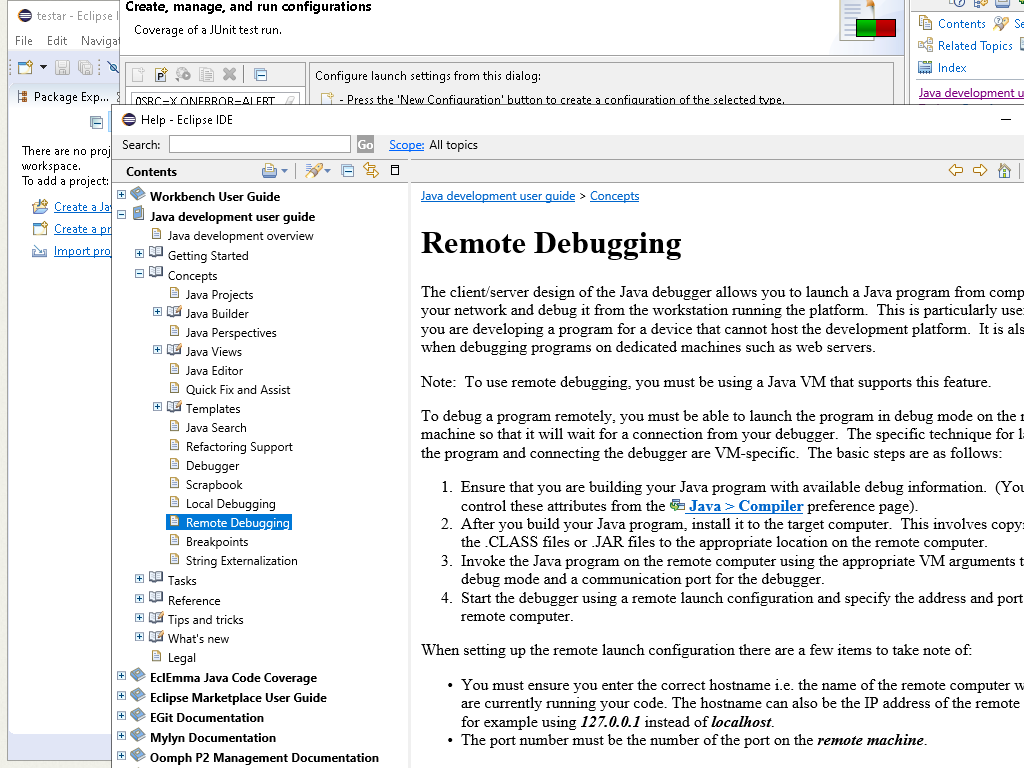 testar - Eclipse I
File Edit Navigat
Package Exp...
There are no proj
workspace.
To add a project:
Create a Ja
Create a pr
Import pro
Create, manage, and run configurations
Coverage of a JUnit test run.
Configure launch settings from this dialog:
- Press the 'New Configuration' button to create a configuration of the selected type.
Contents Se
Related Topics
Index
Java development u
Help - Eclipse IDE
Search: Go Scope: All topics
Contents
Workbench User Guide
Java development user guide
Java development overview
Getting Started
Concepts
Java Projects
Java Builder
Java Perspectives
Java Views
Java Editor
Quick Fix and Assist
Templates
Java Search
Refactoring Support
Debugger
Scrapbook
Local Debugging
Remote Debugging
Breakpoints
String Externalization
Tasks
Reference
Tips and tricks
What's new
Legal
EclEmma Java Code Coverage
Eclipse Marketplace User Guide
EGit Documentation
Mylyn Documentation
Oomph P2 Management Documentation
Java development user guide > Concepts
Remote Debugging
The client/server design of the Java debugger allows you to launch a Java program from comp
your network and debug it from the workstation running the platform. This is particularly use
you are developing a program for a device that cannot host the development platform. It is als
when debugging programs on dedicated machines such as web servers.
Note: To use remote debugging, you must be using a Java VM that supports this feature.
To debug a program remotely, you must be able to launch the program in debug mode on the r
machine so that it will wait for a connection from your debugger. The specific technique for la
the program and connecting the debugger are VM-specific. The basic steps are as follows:
1. Ensure that you are building your Java program with available debug information. (You
control these attributes from the Java > Compiler preference page).
2. After you build your Java program, install it to the target computer. This involves copy
the .CLASS files or .JAR files to the appropriate location on the remote computer.
3. Invoke the Java program on the remote computer using the appropriate VM arguments t
debug mode and a communication port for the debugger.
4. Start the debugger using a remote launch configuration and specify the address and port
remote computer.
When setting up the remote launch configuration there are a few items to take note of:
• You must ensure you enter the correct hostname i.e. the name of the remote computer w
are currently running your code. The hostname can also be the IP address of the remote
for example using 127.0.0.1 instead of localhost.
• The port number must be the number of the port on the remote machine.